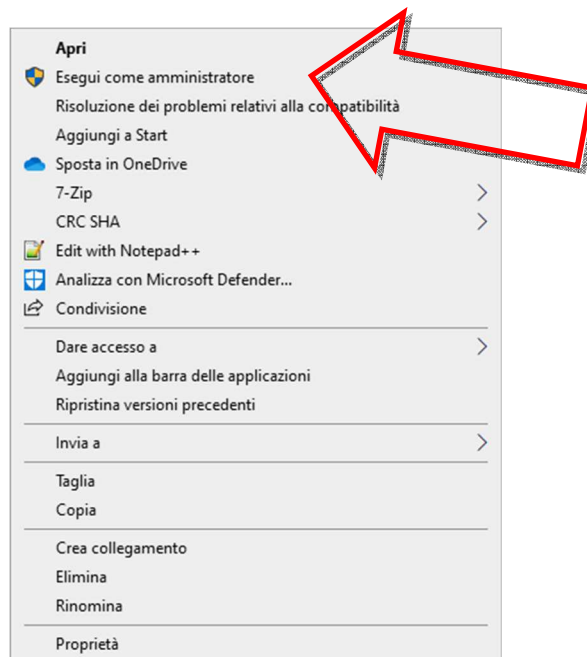 Apri
Esegui come amministratore
Risoluzione dei problemi relativi alla compatibilità
Aggiungi a Start
Sposta in OneDrive
7-Zip
CRC SHA
Edit with Notepad++
Analizza con Microsoft Defender...
Condivisione
Dare accesso a
Aggiungi alla barra delle applicazioni
Ripristina versioni precedenti
Invia a
Taglia
Copia
Crea collegamento
Elimina
Rinomina
Proprietà